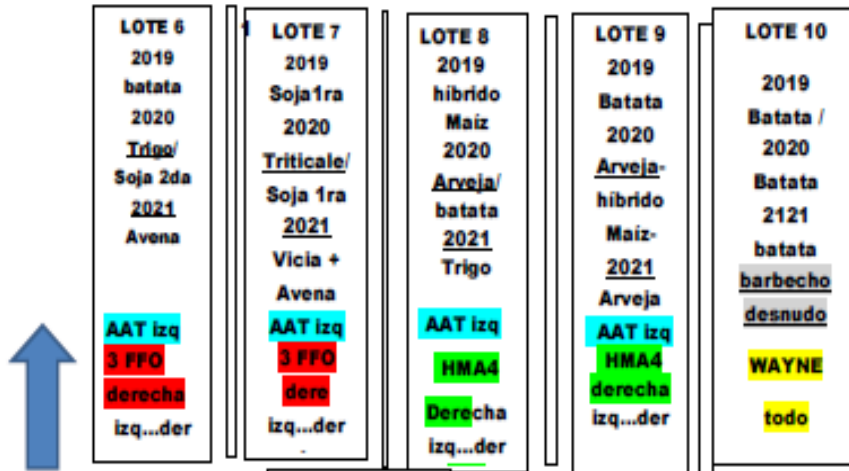 LOTE 6
2019
batata
2020
Trigo/
Soja 2da
2021
Avena
AAT izq
3 FFO
derecha
izq...der
1
LOTE 7
2019
Soja1ra
2020
Triticale/
Soja 1ra
2021
Vicia +
Avena
AAT izq
3 FFO
dere
izq...der
LOTE 8
2019
híbrido
Maíz
2020
Arveja/
batata
2021
Trigo
AAT izq
HMA4
Derecha
izq...der
LOTE 9
2019
Batata
2020
Arveja-
híbrido
Maíz-
2021
Arveja
AAT izq
HMA4
derecha
izq...der
LOTE 10
2019
Batata /
2020
Batata
2121
batata
barbecho
desnudo
WAYNE
todo